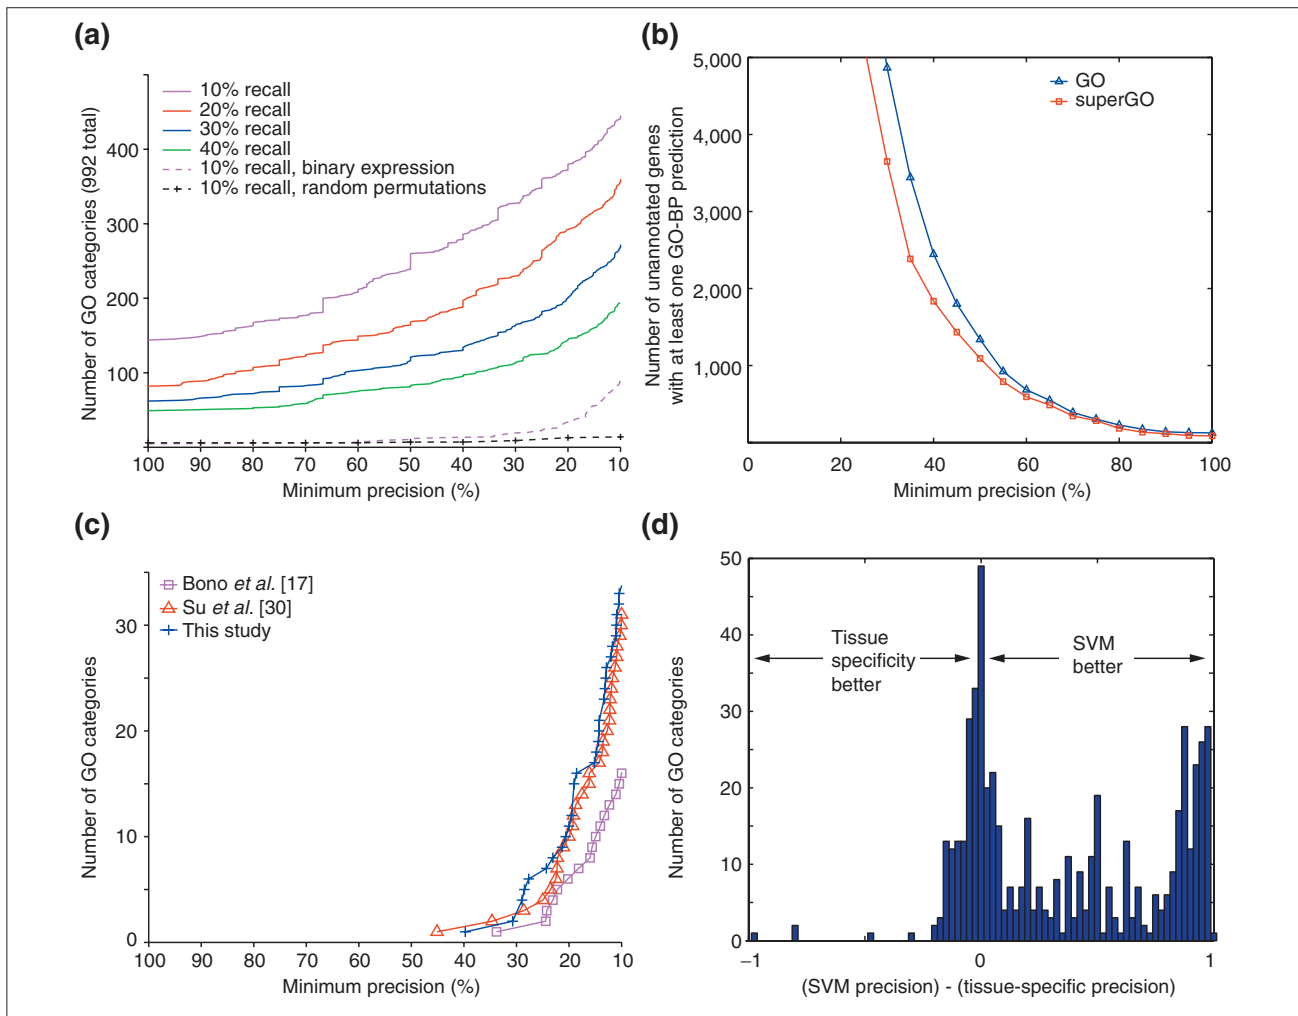 (a)
Number of GO categories (992 total)
400
300
200
100
10% recall
20% recall
30% recall
40% recall
10% recall, binary expression
10% recall, random permutations
100 90 80 70 60 50 40 30 20 10
Minimum precision (%)
(b)
Number of unannotated genes
with at least one GO-BP prediction
5,000
4,000
3,000
2,000
1,000
GO
superGO
0 20 40 60 80 100
Minimum precision (%)
(c)
Number of GO categories
30
20
10
0
Bono et al. [17]
Su et al. [30]
This study
100 90 80 70 60 50 40 30 20 10
Minimum precision (%)
(d)
Number of GO categories
50
40
30
20
10
0
Tissue
specificity
better
SVM
better
−1 0 1
(SVM precision) - (tissue-specific precision)